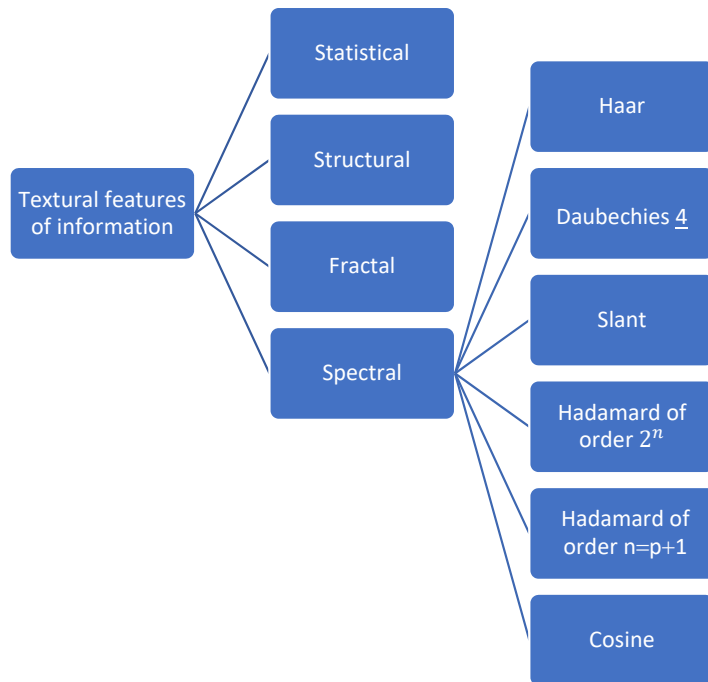 Textural features
of information
Statistical
Structural
Fractal
Spectral
Haar
Daubechies 4
Slant
Hadamard of
order 2ⁿ
Hadamard of
order n=p+1
Cosine